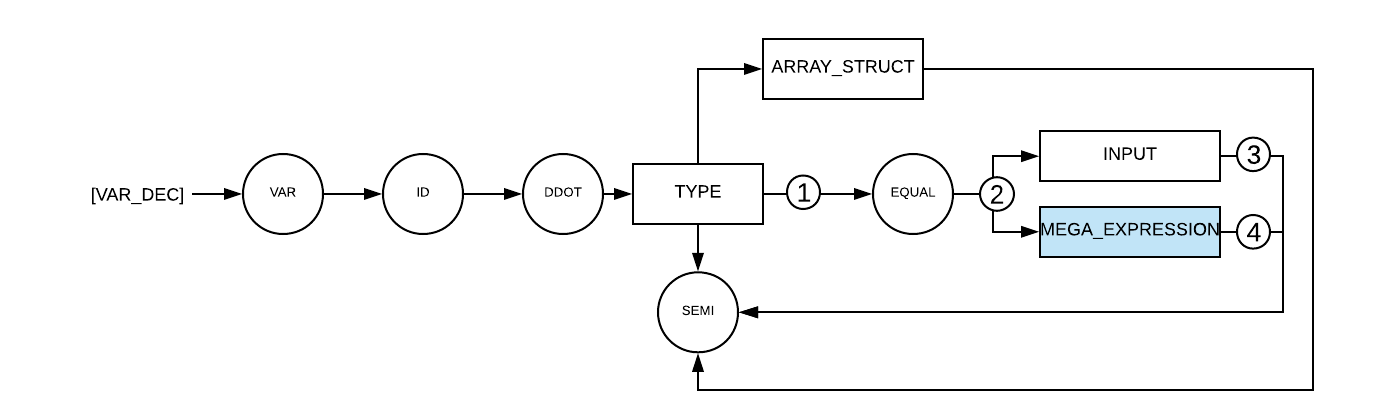 ARRAY_STRUCT
[VAR_DEC]
VAR
ID
DDOT
TYPE
1
EQUAL
2
INPUT
3
MEGA_EXPRESSION
4
SEMI